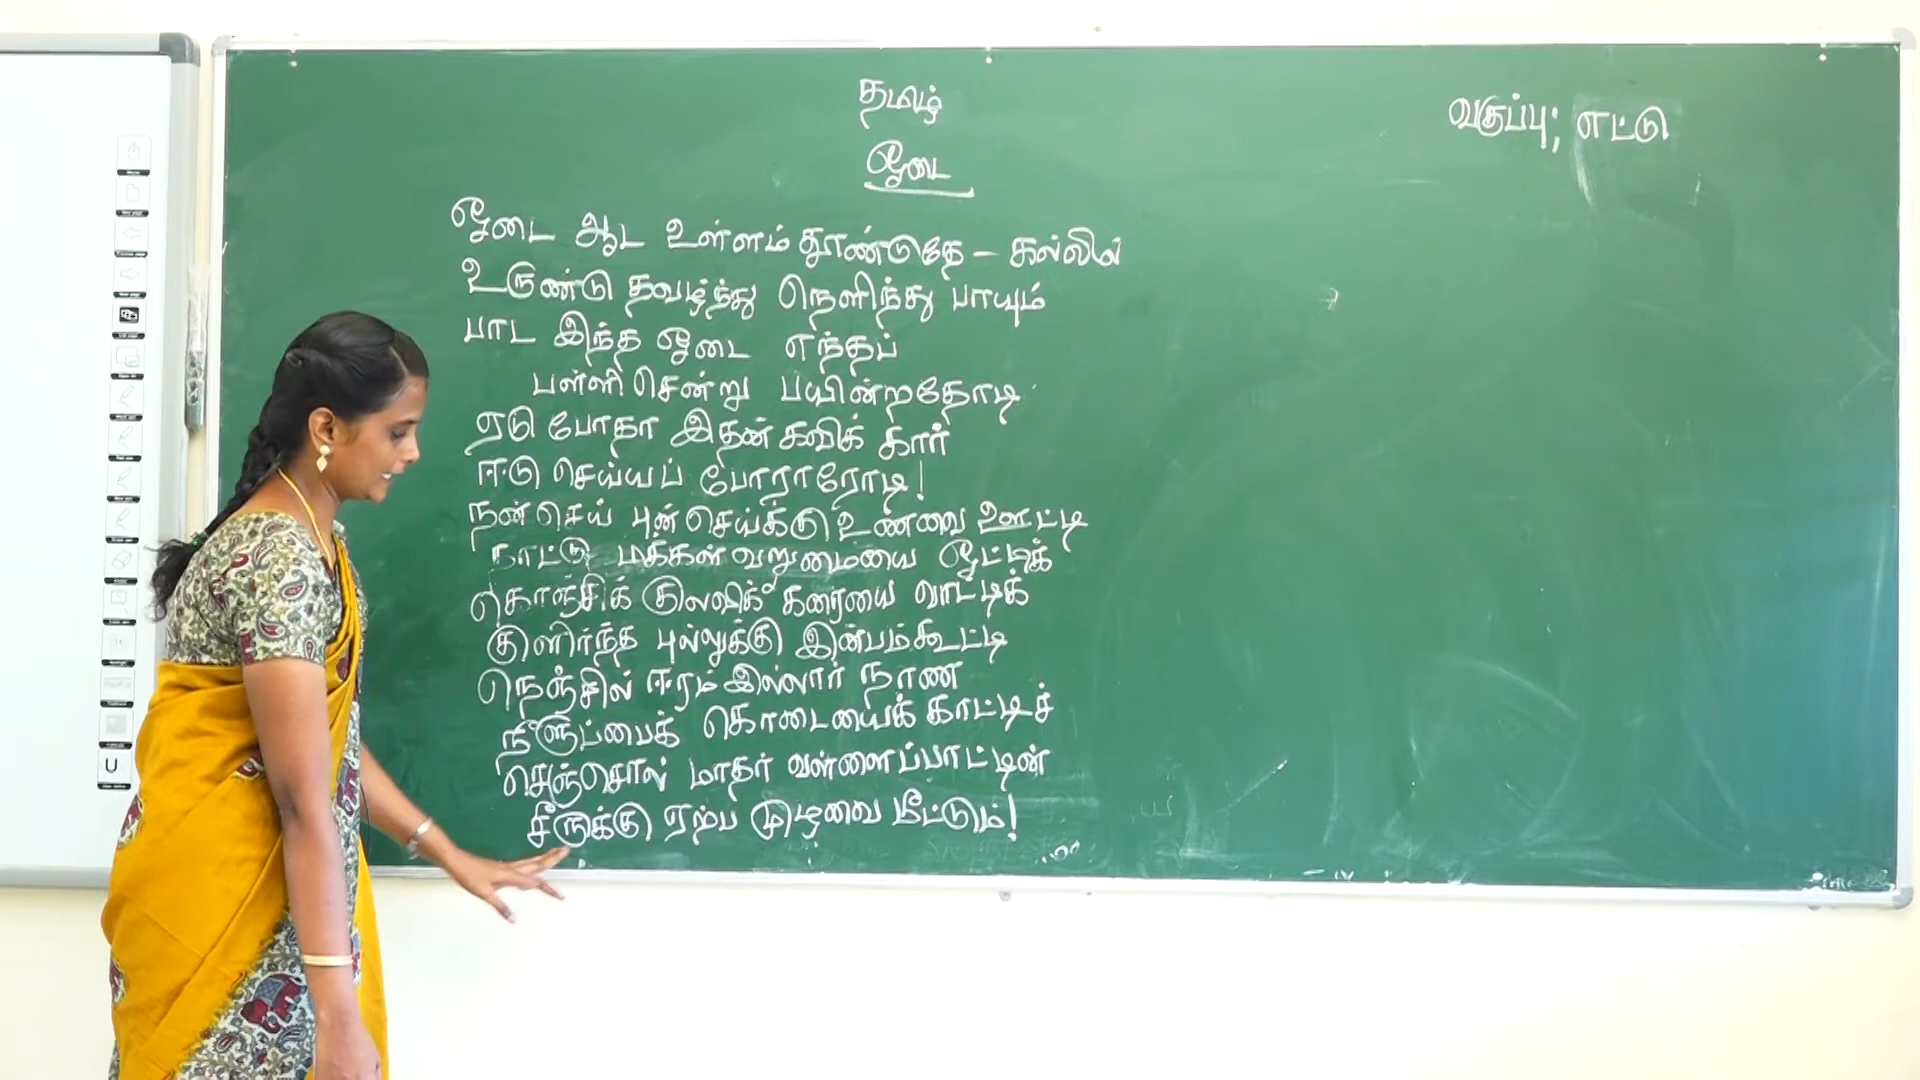 தமிழ்
ஓடை
வகுப்பு; எட்டு
ஓடை ஆட உள்ளம் தூண்டுதே - கல்லில்
உருண்டு தவழ்ந்து நெளிந்து பாயும்
பாட இந்த ஓடை எந்தப்
பள்ளி சென்று பயின்றதோடி
ஏடு போதா இதன்கவிக் கார்
ஈடு செய்யப் போராரோடி!
நன்செய் புன்செய்க்கு உணவை ஊட்டி
நாட்டு மக்கள் வறுமையை ஓட்டிக்
கொஞ்சிக் குலவிக் கரையை வாட்டிக்
குளிர்ந்த புல்லுக்கு இன்பம்கூட்டி
நெஞ்சில் ஈரம் இல்லார் நாண
நீளுப்பைக் கொடையைக் காட்டிச்
செஞ்சொல் மாதர் வள்ளைப்பாட்டின்
சீருக்கு ஏற்ப முழவை மீட்டும்!